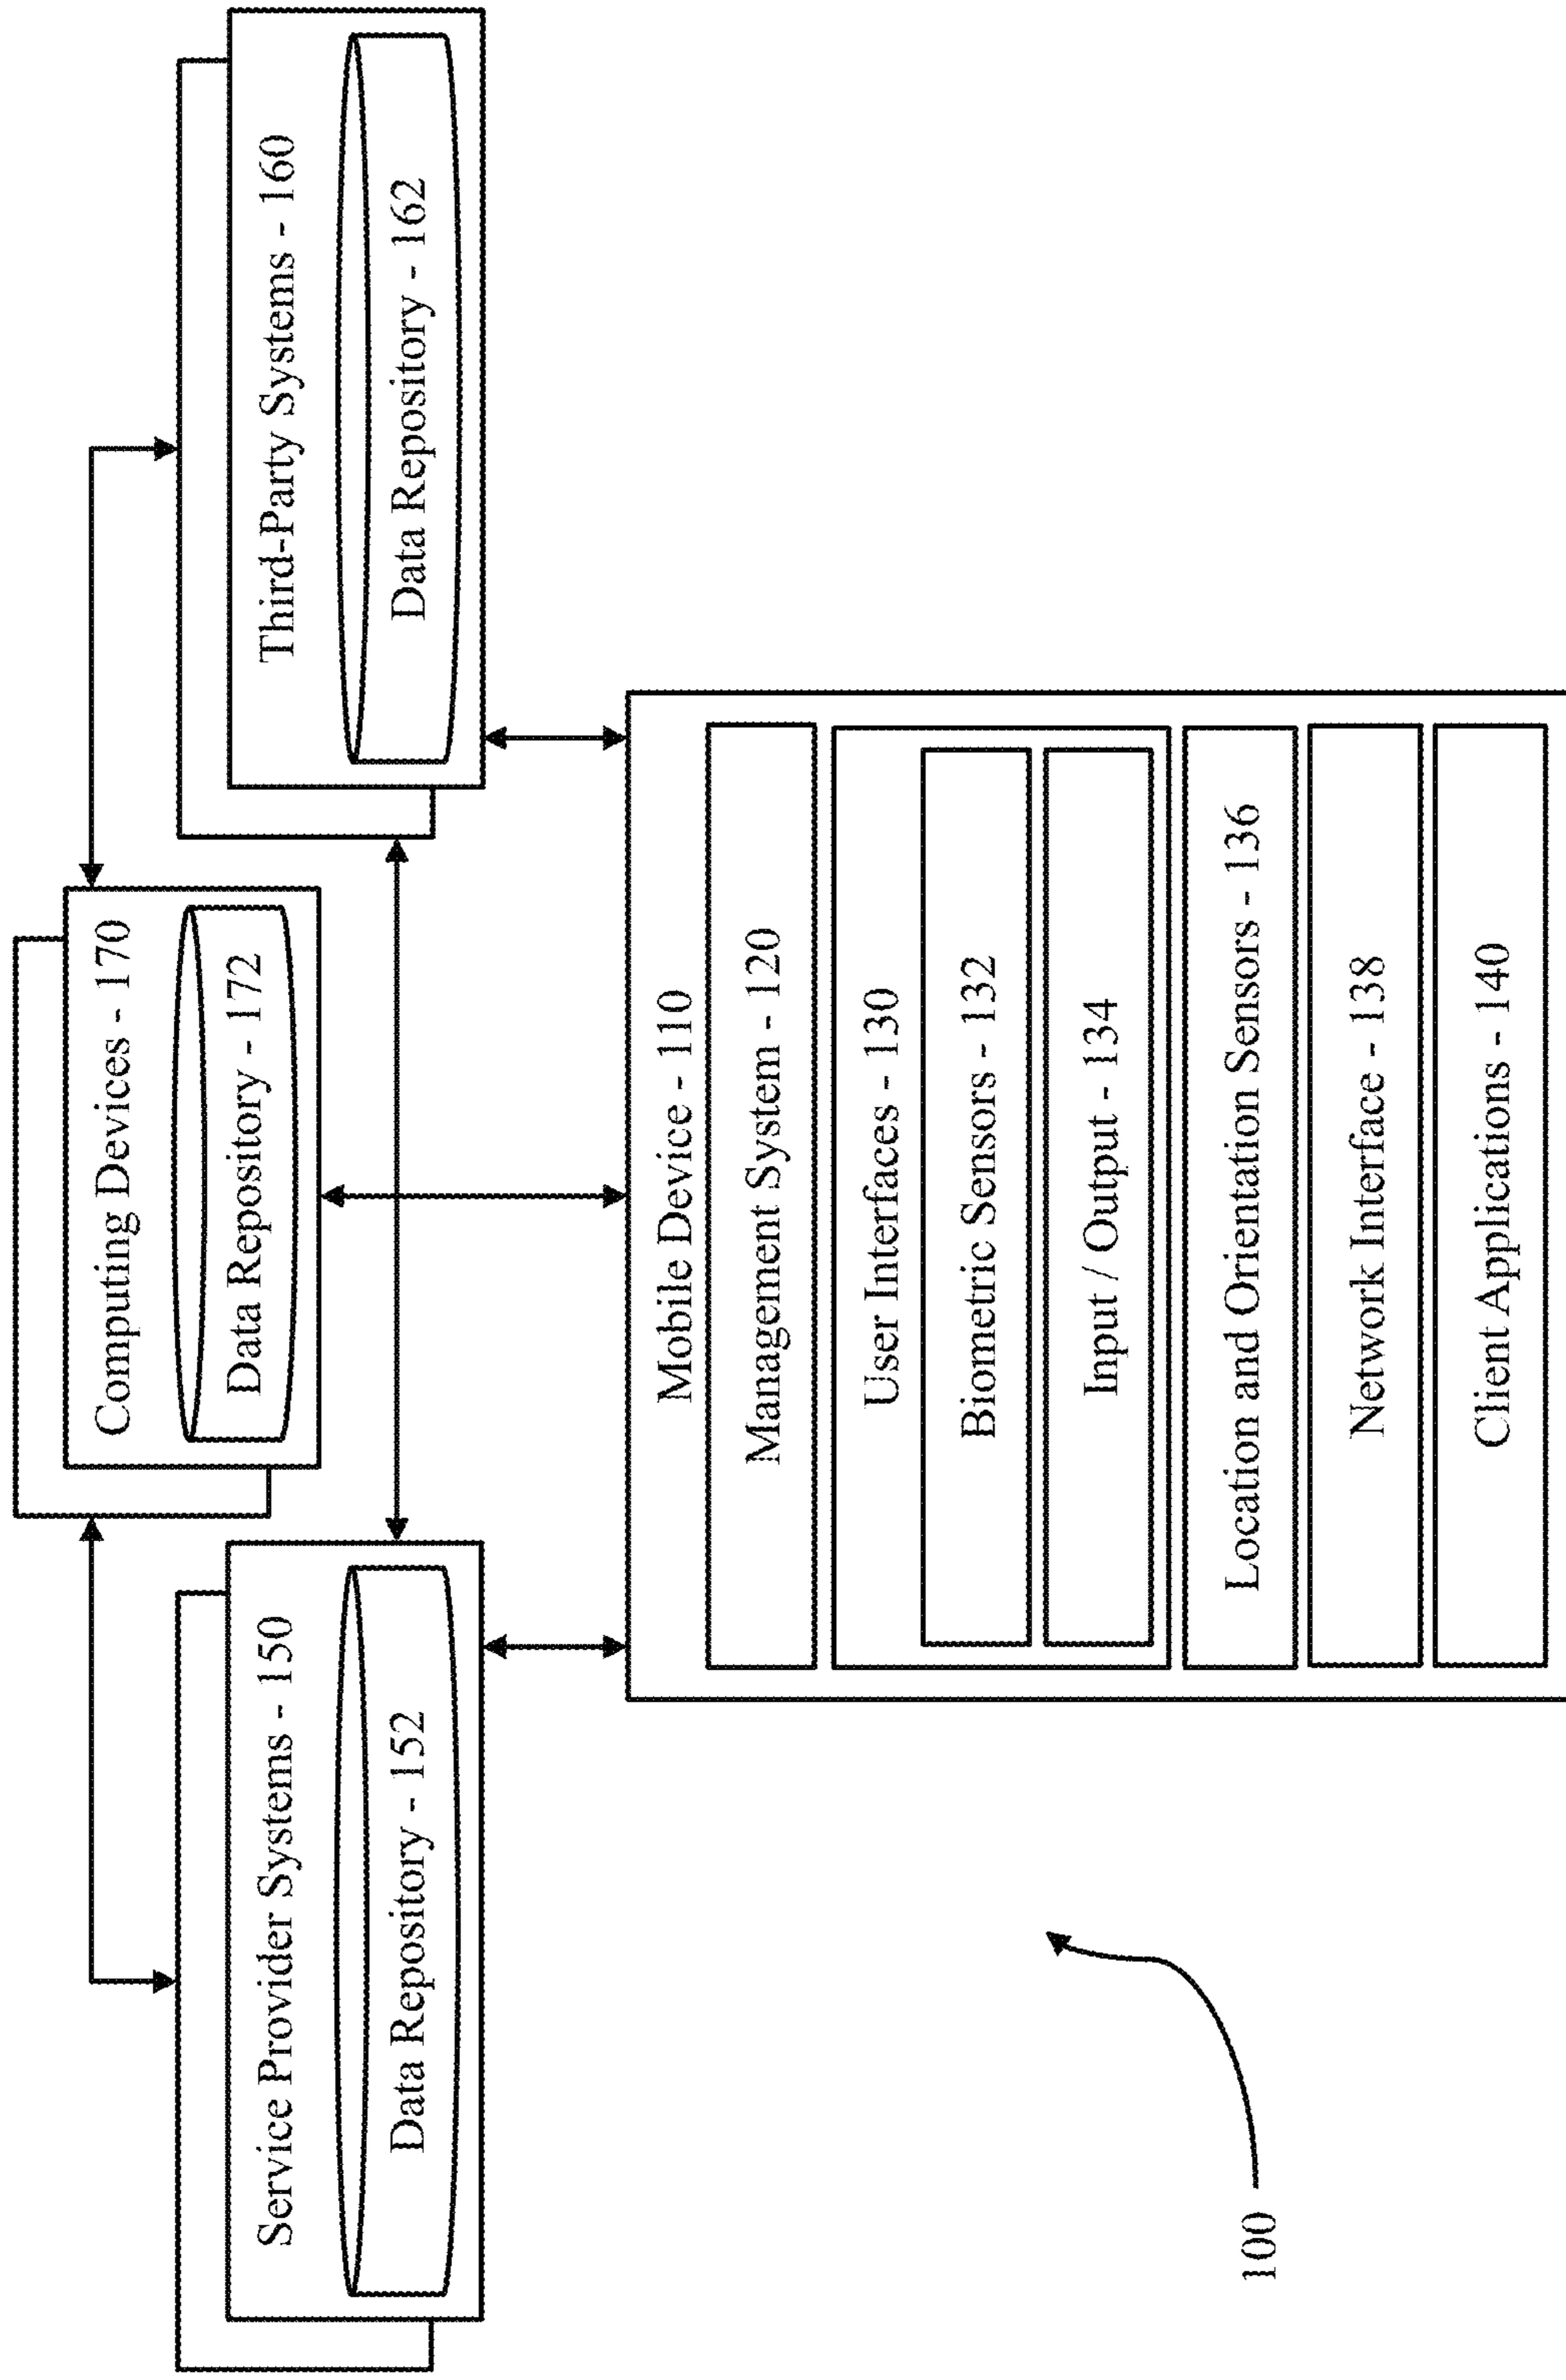 Computing Devices - 170
Data Repository - 172
Service Provider Systems - 150
Data Repository - 152
Third-Party Systems - 160
Data Repository - 162
Mobile Device - 110
Management System - 120
User Interfaces - 130
Biometric Sensors - 132
Input / Output - 134
Location and Orientation Sensors - 136
Network Interface - 138
Client Applications - 140
100